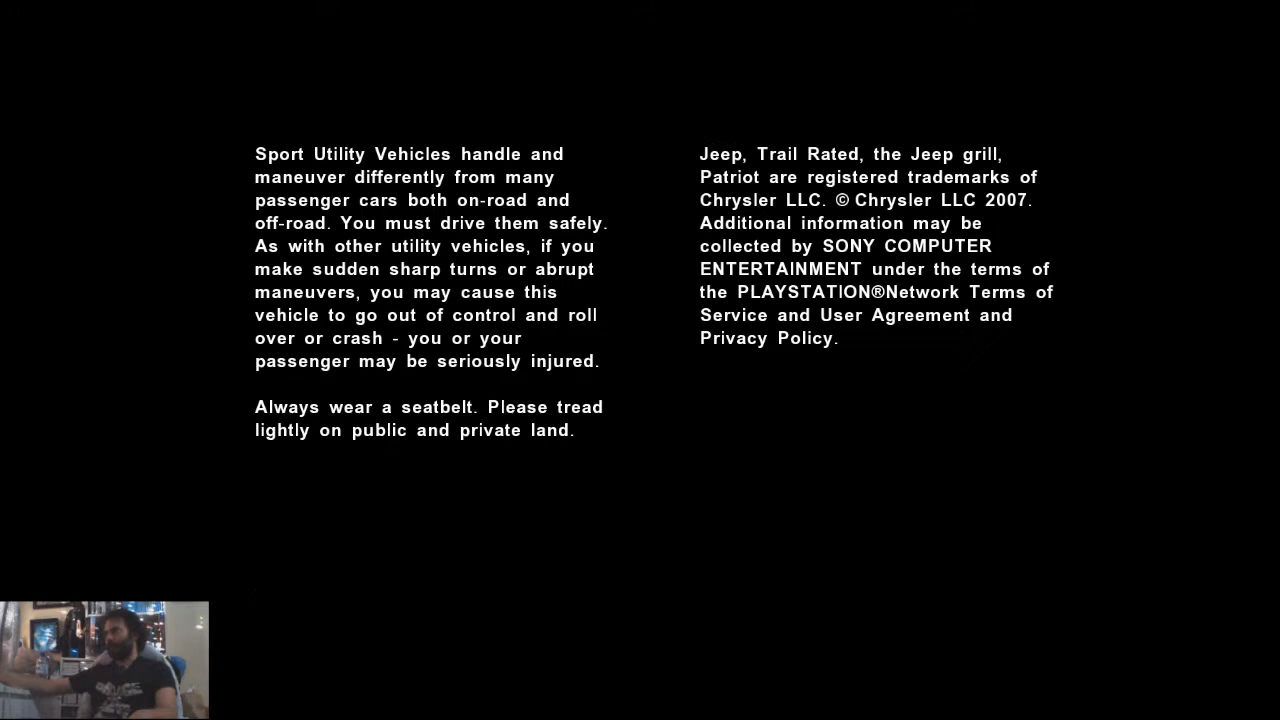 Sport Utility Vehicles handle and
maneuver differently from many
passenger cars both on-road and
off-road. You must drive them safely.
As with other utility vehicles, if you
make sudden sharp turns or abrupt
maneuvers, you may cause this
vehicle to go out of control and roll
over or crash - you or your
passenger may be seriously injured.
Always wear a seatbelt. Please tread
lightly on public and private land.
Jeep, Trail Rated, the Jeep grill,
Patriot are registered trademarks of
Chrysler LLC. © Chrysler LLC 2007.
Additional information may be
collected by SONY COMPUTER
ENTERTAINMENT under the terms of
the PLAYSTATION®Network Terms of
Service and User Agreement and
Privacy Policy.